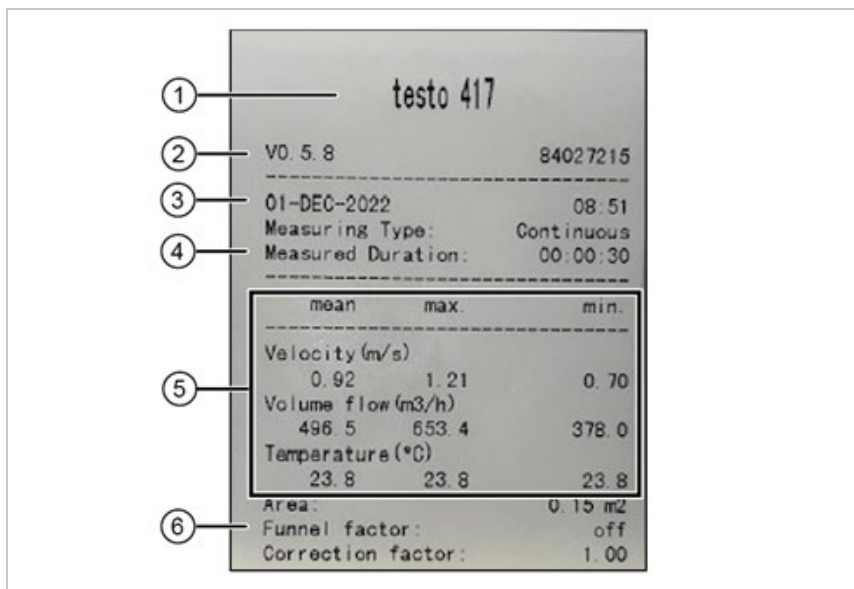 testo 417
① 
② V0.5.8 84027215
③ 01-DEC-2022 08:51
Measuring Type: Continuous
④ Measured Duration: 00:00:30
mean max. min.
Velocity(m/s)
⑤ 0.92 1.21 0.70
Volume flow(m3/h)
496.5 653.4 378.0
Temperature(°C)
23.8 23.8 23.8
Area: 0.15 m2
⑥ Funnel factor: off
Correction factor: 1.00